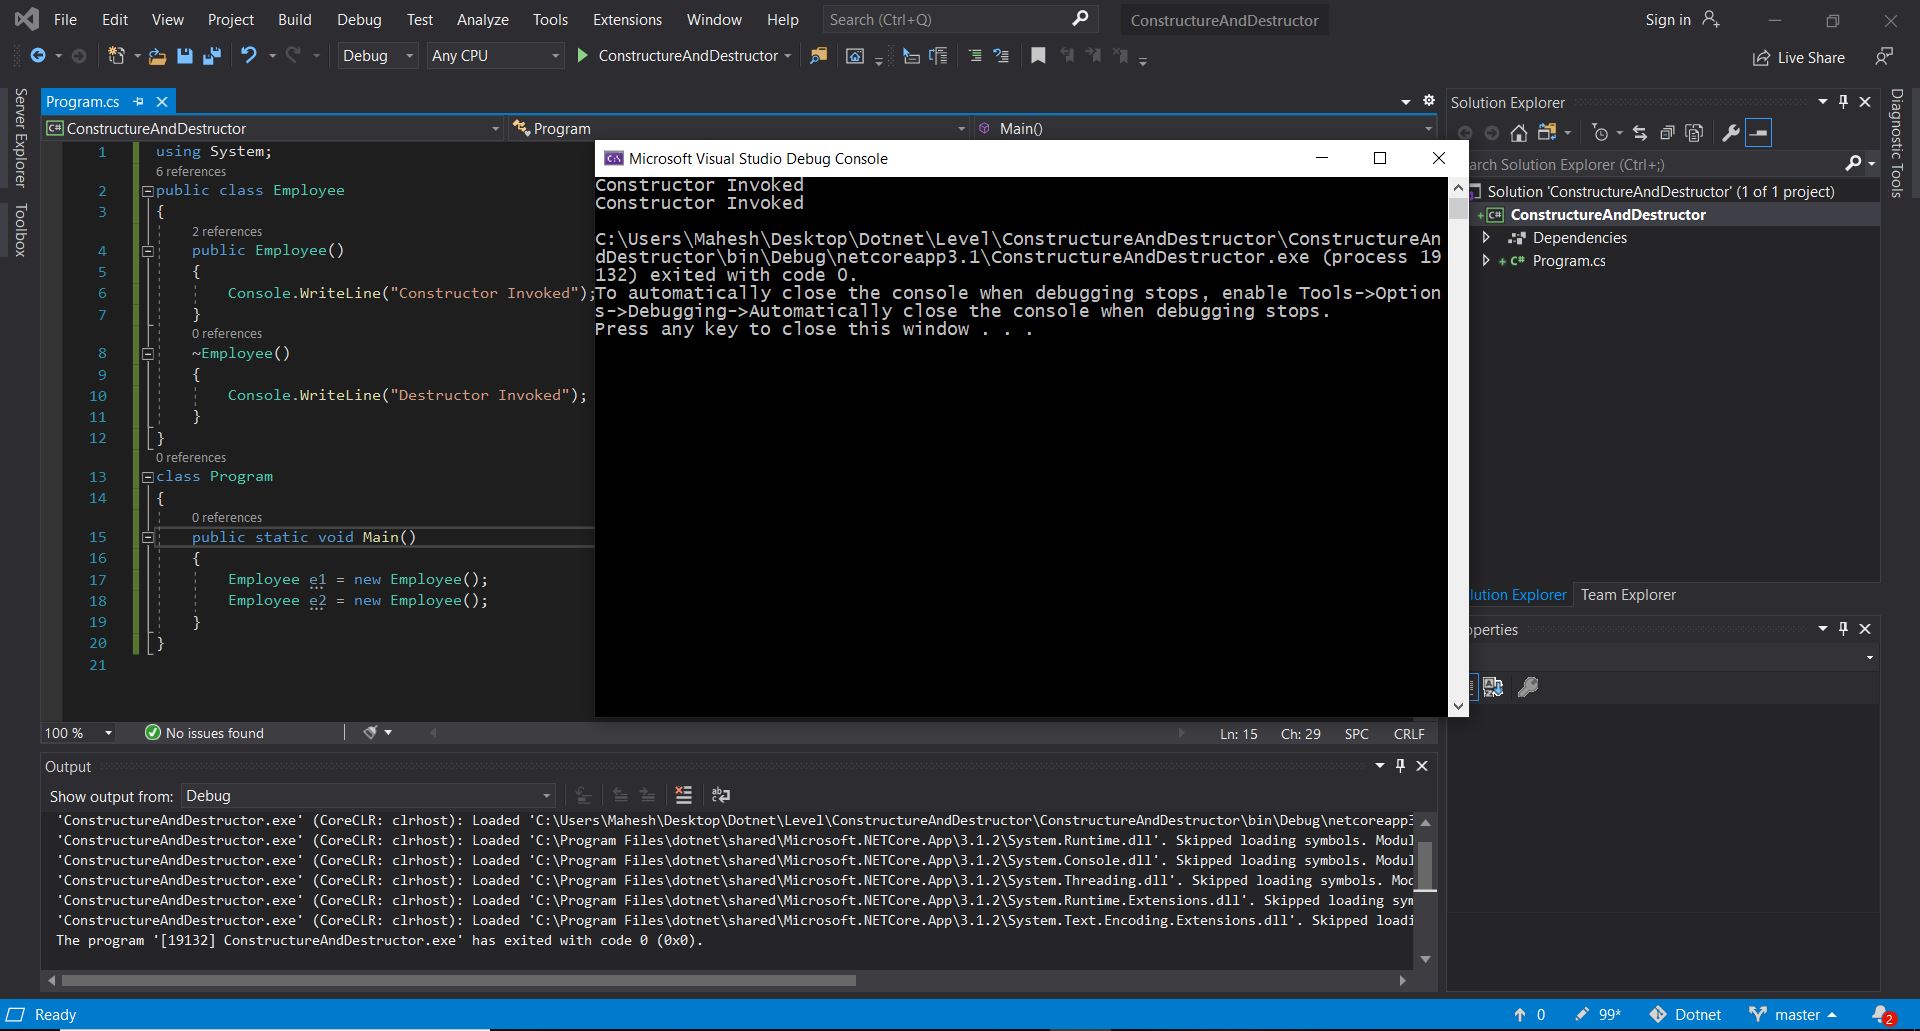 File Edit View Project Build Debug Test Analyze Tools Extensions Window Help Search (Ctrl+Q) ConstructureAndDestructor Sign in
Debug Any CPU ConstructureAndDestructor Live Share
Server Explorer
Toolbox
Program.cs
ConstructureAndDestructor Program Main()
1 using System;
6 references
2 public class Employee
3 {
2 references
4 public Employee()
5 {
6 Console.WriteLine("Constructor Invoked");
7 }
0 references
8 ~Employee()
9 {
10 Console.WriteLine("Destructor Invoked");
11 }
12 }
0 references
13 class Program
14 {
0 references
15 public static void Main()
16 {
17 Employee e1 = new Employee();
18 Employee e2 = new Employee();
19 }
20 }
21
Microsoft Visual Studio Debug Console
Constructor Invoked
Constructor Invoked
C:\Users\Mahesh\Desktop\Dotnet\Level\ConstructureAndDestructor\ConstructureAn
dDestructor\bin\Debug\netcoreapp3.1\ConstructureAndDestructor.exe (process 19
132) exited with code 0.
To automatically close the console when debugging stops, enable Tools->Option
s->Debugging->Automatically close the console when debugging stops.
Press any key to close this window . . .
Solution Explorer
arch Solution Explorer (Ctrl+;)
Solution 'ConstructureAndDestructor' (1 of 1 project)
C# ConstructureAndDestructor
Dependencies
C# Program.cs
lution Explorer Team Explorer
operties
Diagnostic Tools
100 % No issues found Ln: 15 Ch: 29 SPC CRLF
Output
Show output from: Debug
'ConstructureAndDestructor.exe' (CoreCLR: clrhost): Loaded 'C:\Users\Mahesh\Desktop\Dotnet\Level\ConstructureAndDestructor\ConstructureAndDestructor\bin\Debug\netcoreapp3
'ConstructureAndDestructor.exe' (CoreCLR: clrhost): Loaded 'C:\Program Files\dotnet\shared\Microsoft.NETCore.App\3.1.2\System.Runtime.dll'. Skipped loading symbols. Modul
'ConstructureAndDestructor.exe' (CoreCLR: clrhost): Loaded 'C:\Program Files\dotnet\shared\Microsoft.NETCore.App\3.1.2\System.Console.dll'. Skipped loading symbols. Modul
'ConstructureAndDestructor.exe' (CoreCLR: clrhost): Loaded 'C:\Program Files\dotnet\shared\Microsoft.NETCore.App\3.1.2\System.Threading.dll'. Skipped loading symbols. Moc
'ConstructureAndDestructor.exe' (CoreCLR: clrhost): Loaded 'C:\Program Files\dotnet\shared\Microsoft.NETCore.App\3.1.2\System.Runtime.Extensions.dll'. Skipped loading sym
'ConstructureAndDestructor.exe' (CoreCLR: clrhost): Loaded 'C:\Program Files\dotnet\shared\Microsoft.NETCore.App\3.1.2\System.Text.Encoding.Extensions.dll'. Skipped loadi
The program '[19132] ConstructureAndDestructor.exe' has exited with code 0 (0x0).
Ready 0 99* Dotnet master 2